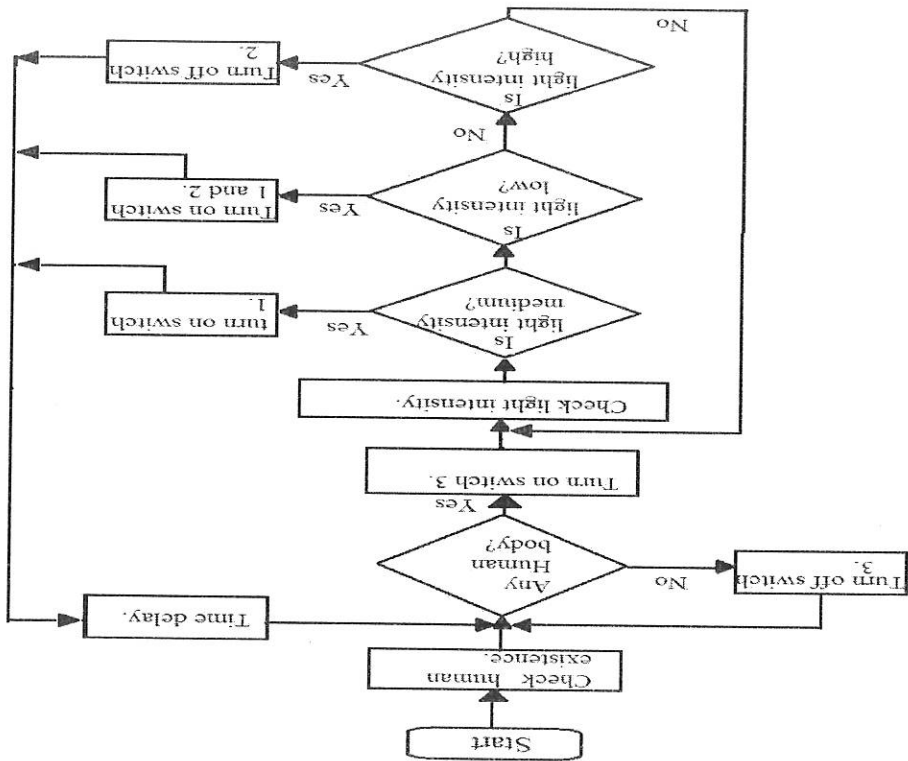 Start
Check human
existence.
Any
Human
body?
No
Turn off switch
3.
Time delay.
Yes
Turn on switch 3.
Check light intensity.
Is
light intensity
medium?
Yes
turn on switch
1.
Is
light intensity
low?
Yes
Turn on switch
1 and 2.
No
Is
light intensity
high?
Yes
Turn off switch
2.
No